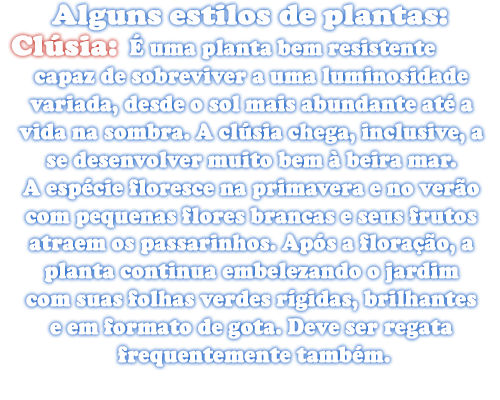 Alguns estilos de plantas:
Clúsia: É uma planta bem resistente
capaz de sobreviver a uma luminosidade
variada, desde o sol mais abundante até a
vida na sombra. A clúsia chega, inclusive, a
se desenvolver muito bem à beira mar.
A espécie floresce na primavera e no verão
com pequenas flores brancas e seus frutos
atraem os passarinhos. Após a floração, a
planta continua embelezando o jardim
com suas folhas verdes rígidas, brilhantes
e em formato de gota. Deve ser regata
frequentemente também.